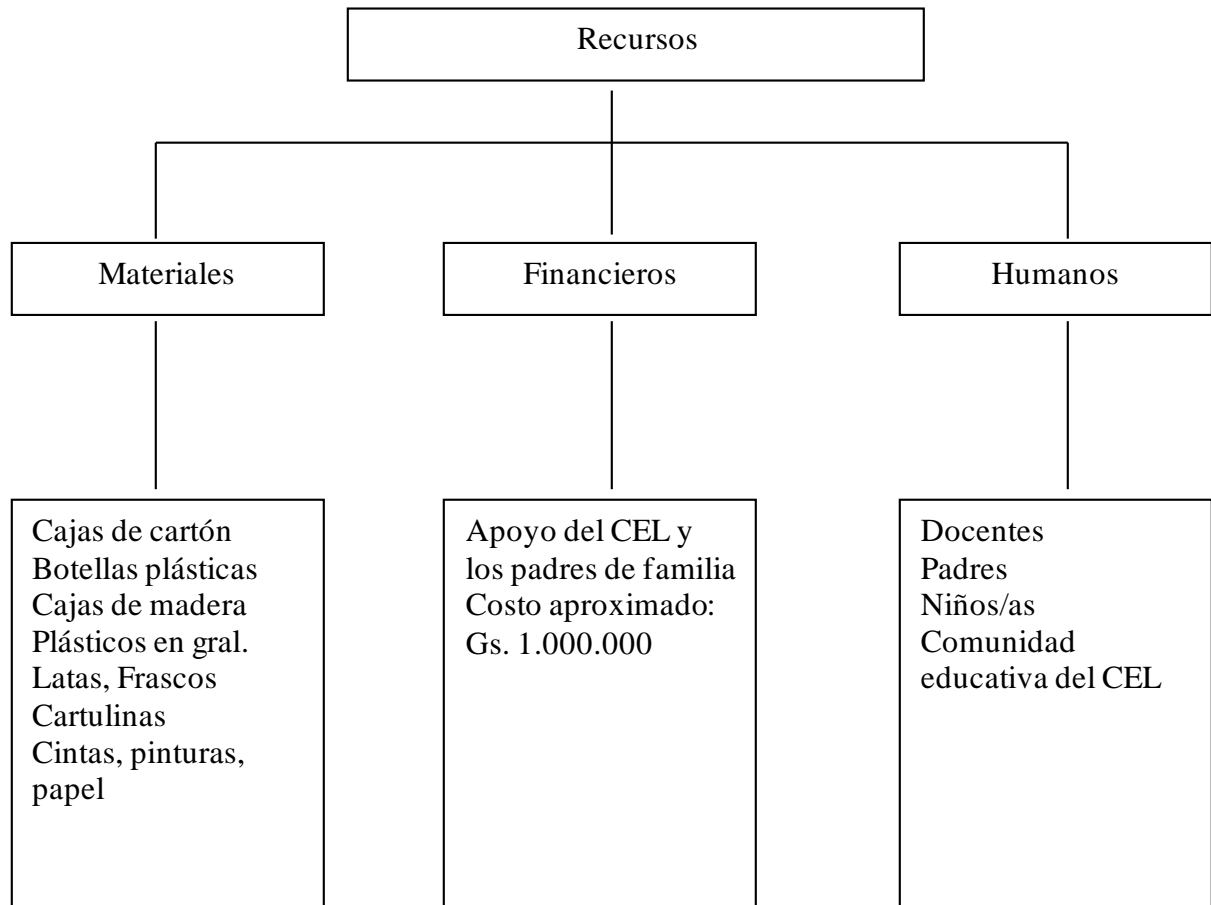 Recursos
Materiales
Financieros
Humanos
Cajas de cartón
Botellas plásticas
Cajas de madera
Plásticos en gral.
Latas, Frascos
Cartulinas
Cintas, pinturas,
papel
Apoyo del CEL y
los padres de familia
Costo aproximado:
Gs. 1.000.000
Docentes
Padres
Niños/as
Comunidad
educativa del CEL